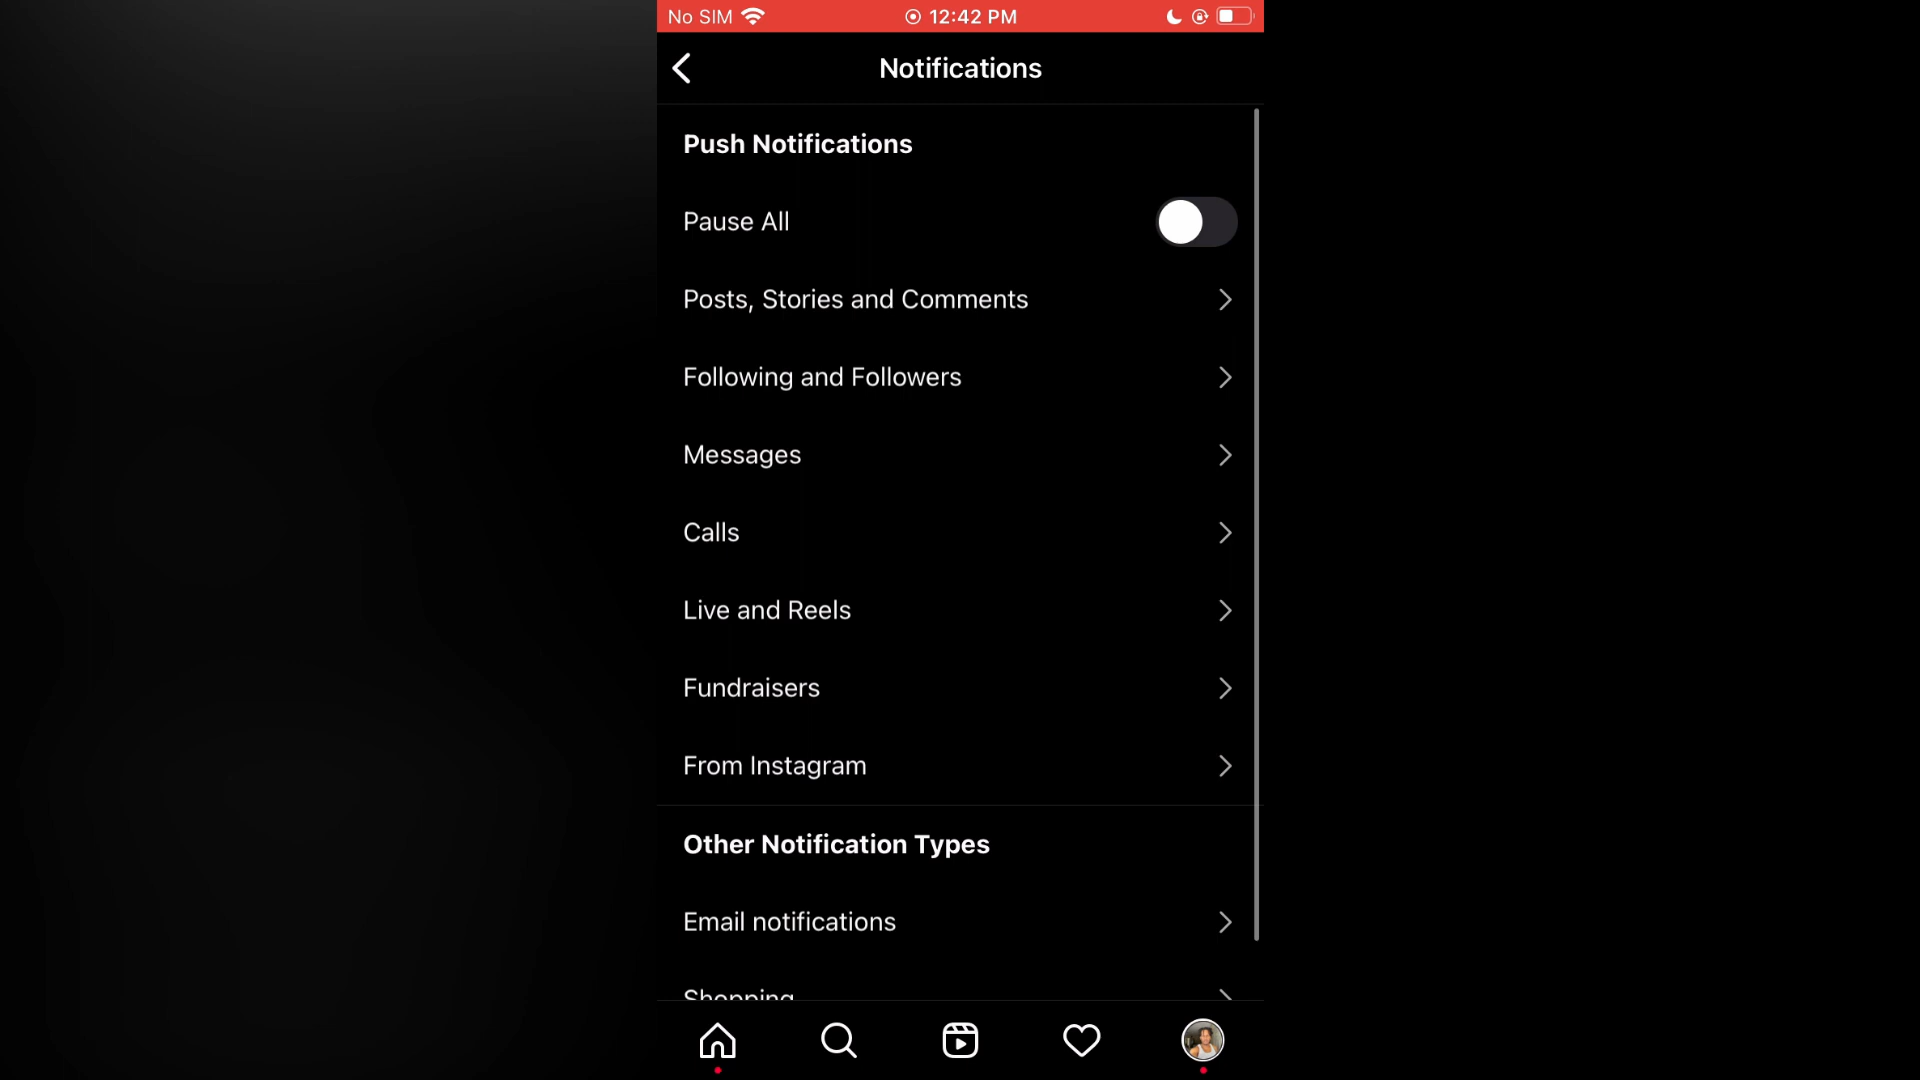 No SIM 12:42 PM
Notifications
Push Notifications
Pause All
Posts, Stories and Comments
Following and Followers
Messages
Calls
Live and Reels
Fundraisers
From Instagram
Other Notification Types
Email notifications
Shopping